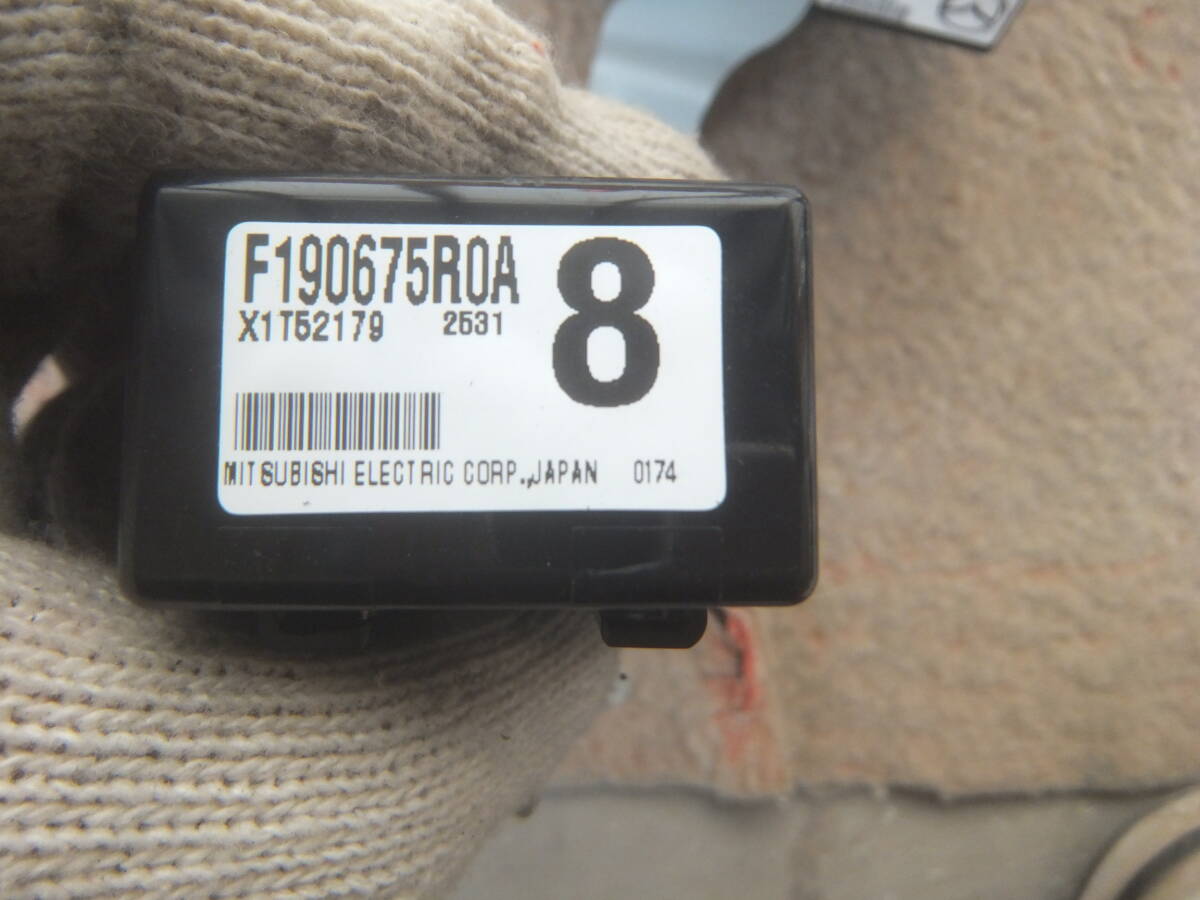 F190675R0A
8
X1T52179 2531
MITSUBISHI ELECTRIC CORP.,JAPAN 0174